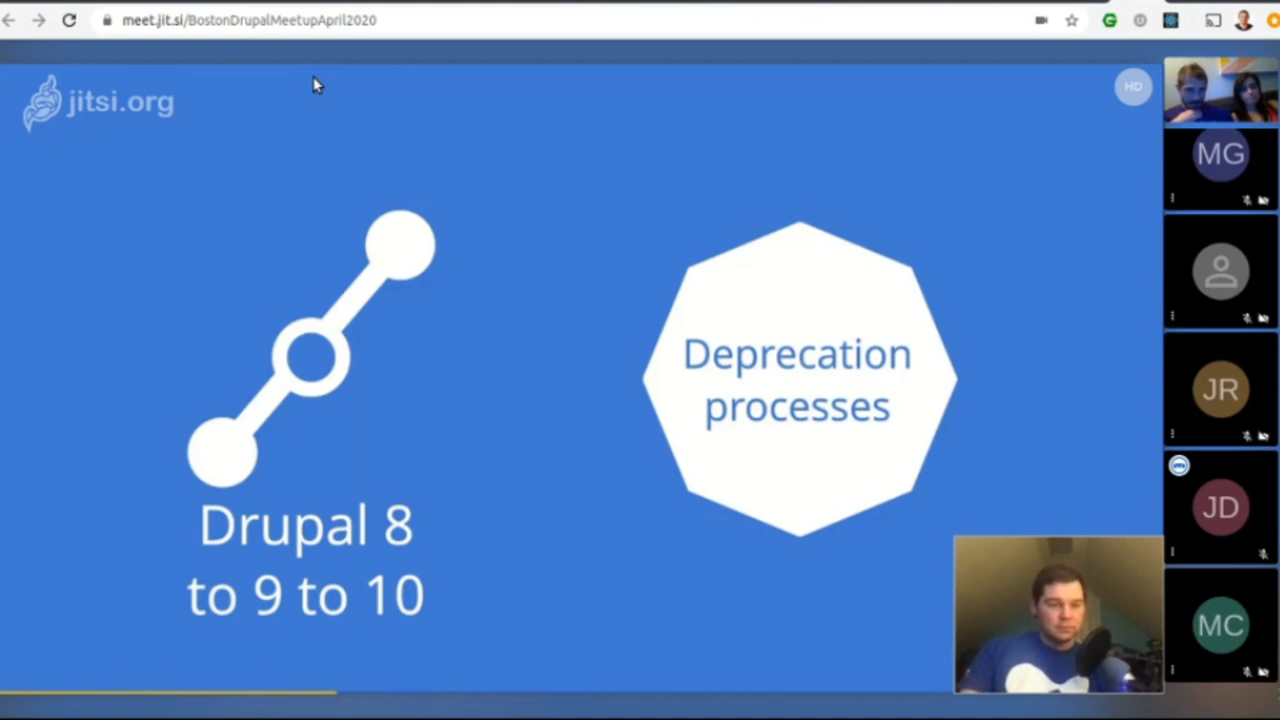 meet.jit.si/BostonDrupalMeetupApril2020
jitsi.org
HD
MG
JR
JD
MC
Deprecation
processes
Drupal 8
to 9 to 10